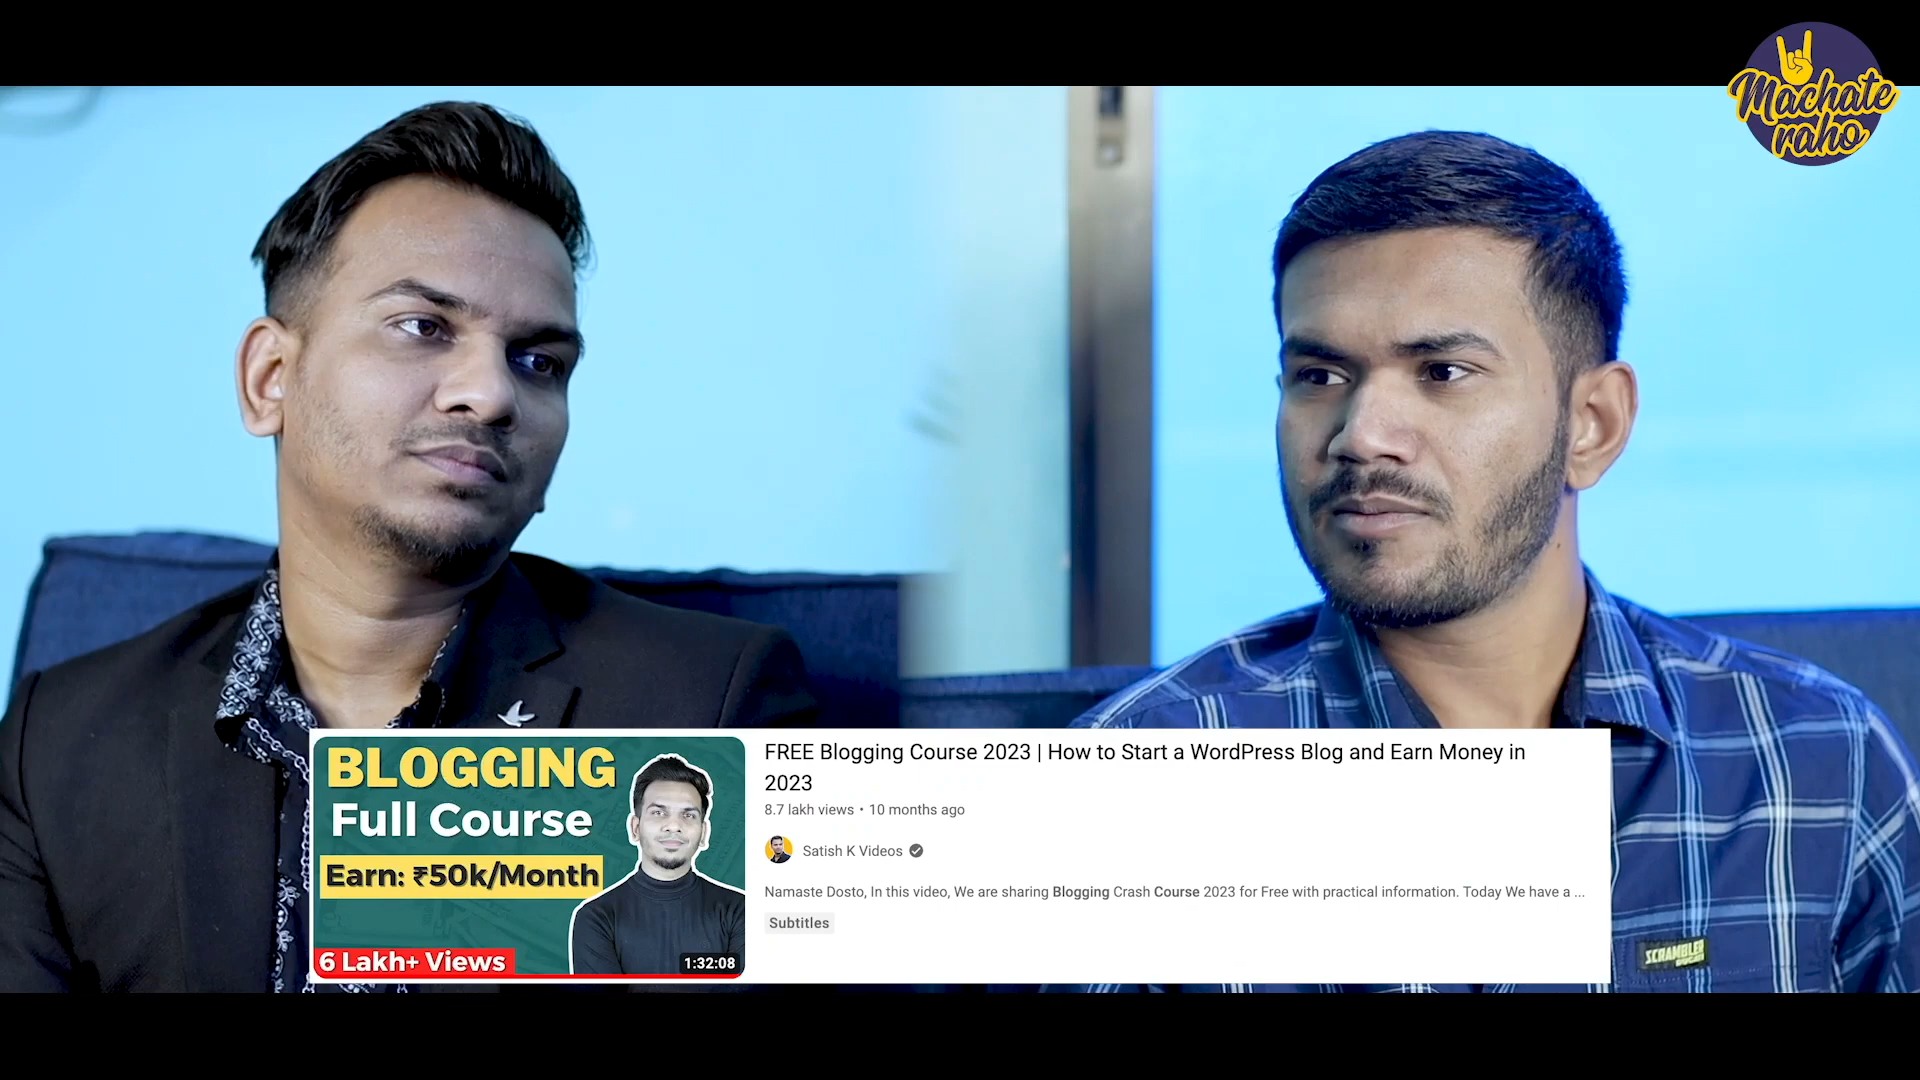 Machate
raho
BLOGGING
Full Course
Earn: ₹50k/Month
6 Lakh+ Views
1:32:08
FREE Blogging Course 2023 | How to Start a WordPress Blog and Earn Money in
2023
8.7 lakh views • 10 months ago
Satish K Videos
Namaste Dosto, In this video, We are sharing Blogging Crash Course 2023 for Free with practical information. Today We have a ...
Subtitles
SCRAMBLER
DUCATI